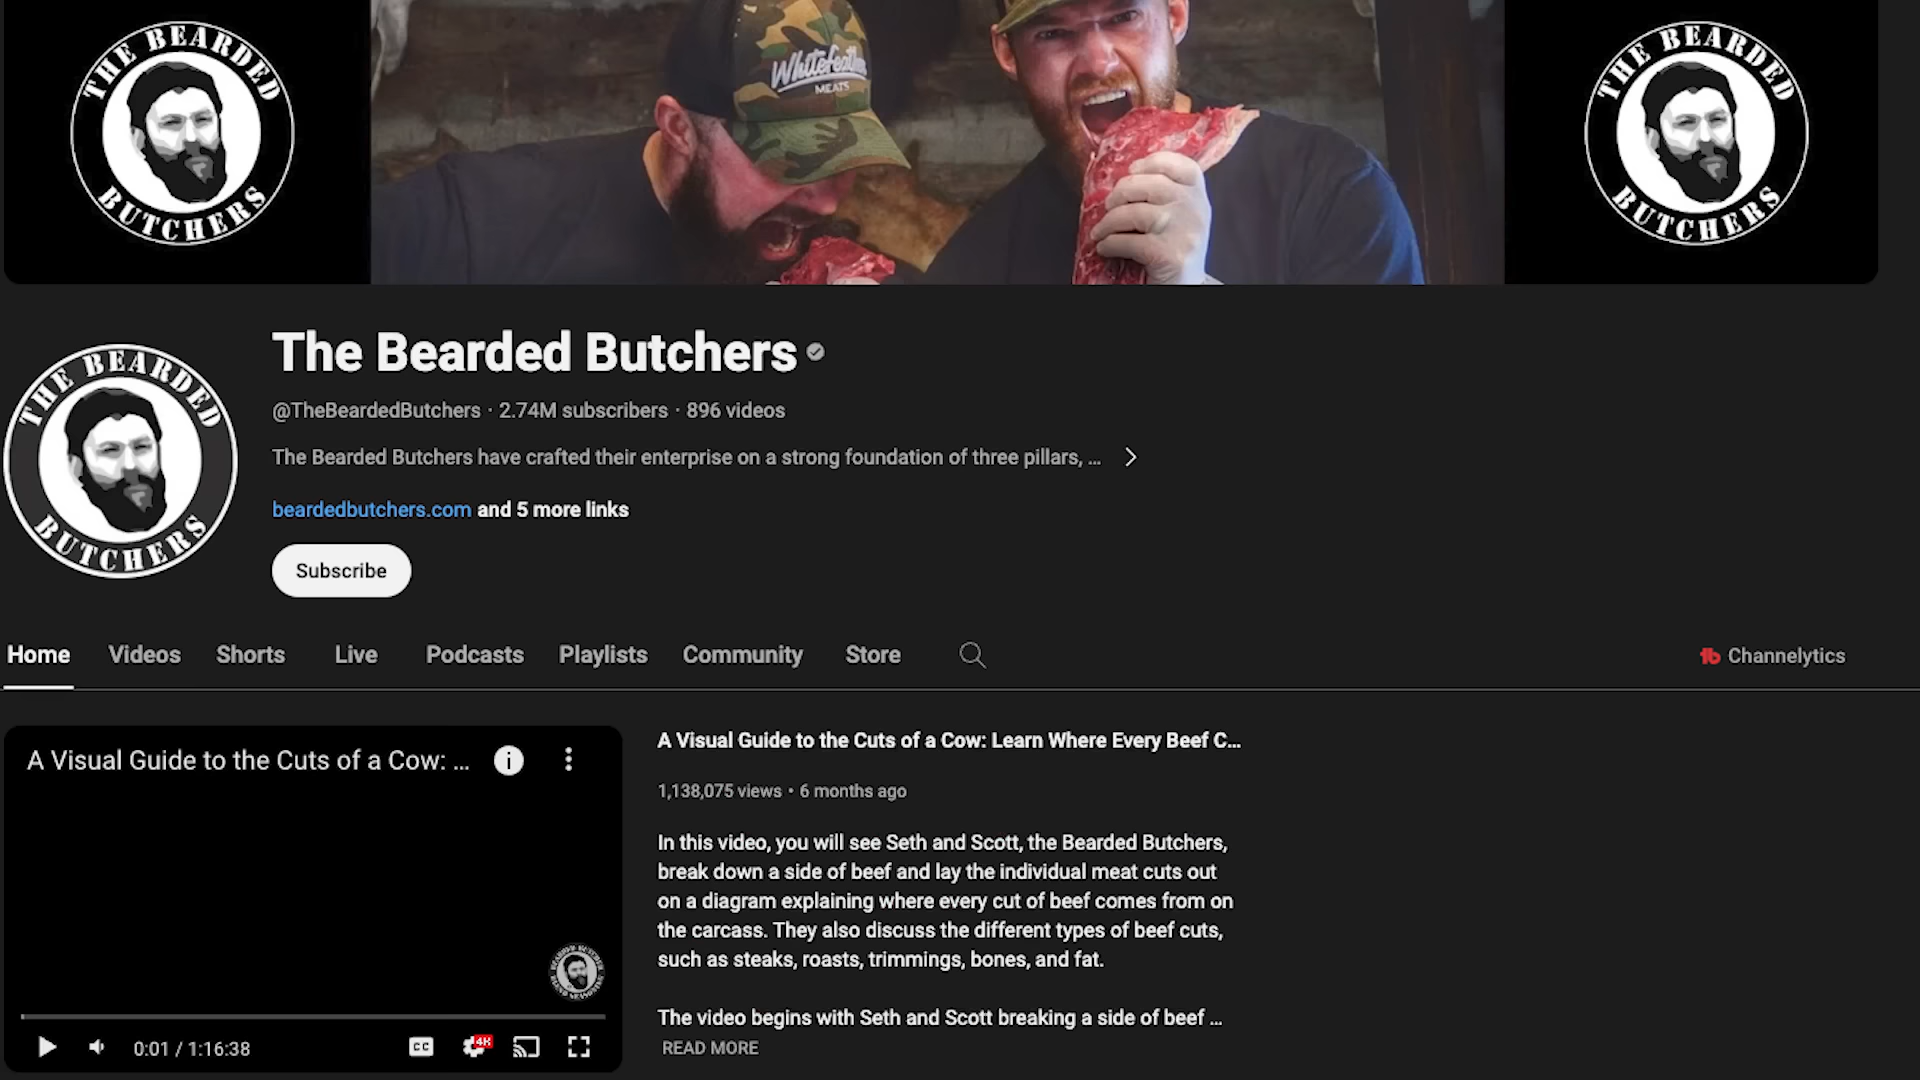 THE BEARDED
BUTCHERS
Whitefeather
MEATS
THE BEARDED
BUTCHERS
THE BEARDED
BUTCHERS
The Bearded Butchers
@TheBeardedButchers · 2.74M subscribers · 896 videos
The Bearded Butchers have crafted their enterprise on a strong foundation of three pillars, ...
beardedbutchers.com and 5 more links
Subscribe
Home Videos Shorts Live Podcasts Playlists Community Store
Channelytics
A Visual Guide to the Cuts of a Cow: ...
A Visual Guide to the Cuts of a Cow: Learn Where Every Beef C...
1,138,075 views • 6 months ago
In this video, you will see Seth and Scott, the Bearded Butchers,
break down a side of beef and lay the individual meat cuts out
on a diagram explaining where every cut of beef comes from on
the carcass. They also discuss the different types of beef cuts,
such as steaks, roasts, trimmings, bones, and fat.
The video begins with Seth and Scott breaking a side of beef ...
READ MORE
0:01 / 1:16:38
CC
4K